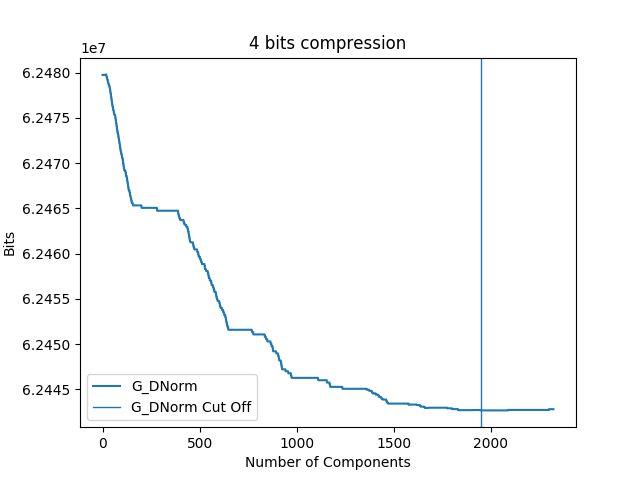 4 bits compression
1e7
6.2480
6.2475
6.2470
6.2465
6.2460
6.2455
6.2450
6.2445
Bits
G_DNorm
G_DNorm Cut Off
0
500
1000
1500
2000
Number of Components